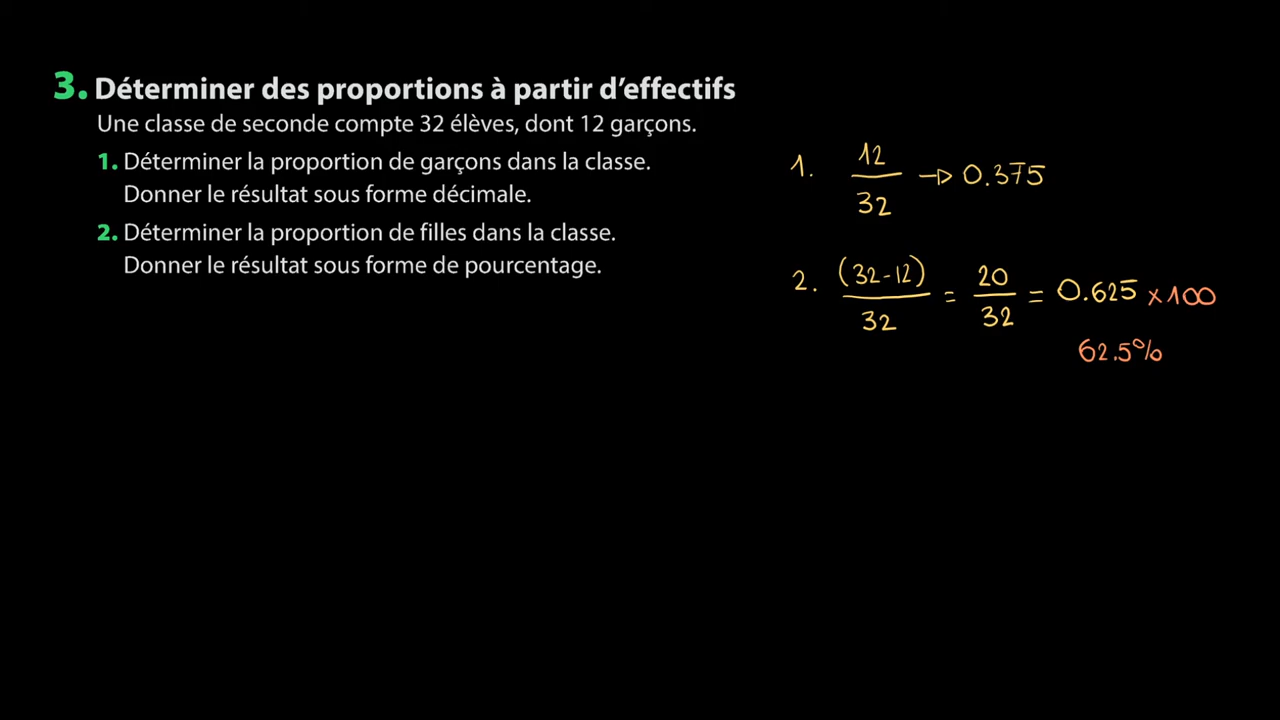 3. Déterminer des proportions à partir d'effectifs
Une classe de seconde compte 32 élèves, dont 12 garçons.
1. Déterminer la proportion de garçons dans la classe.
Donner le résultat sous forme décimale.
2. Déterminer la proportion de filles dans la classe.
Donner le résultat sous forme de pourcentage.
1. 12/32 → 0.375
2. (32-12)/32 = 20/32 = 0.625 ×100
62.5%